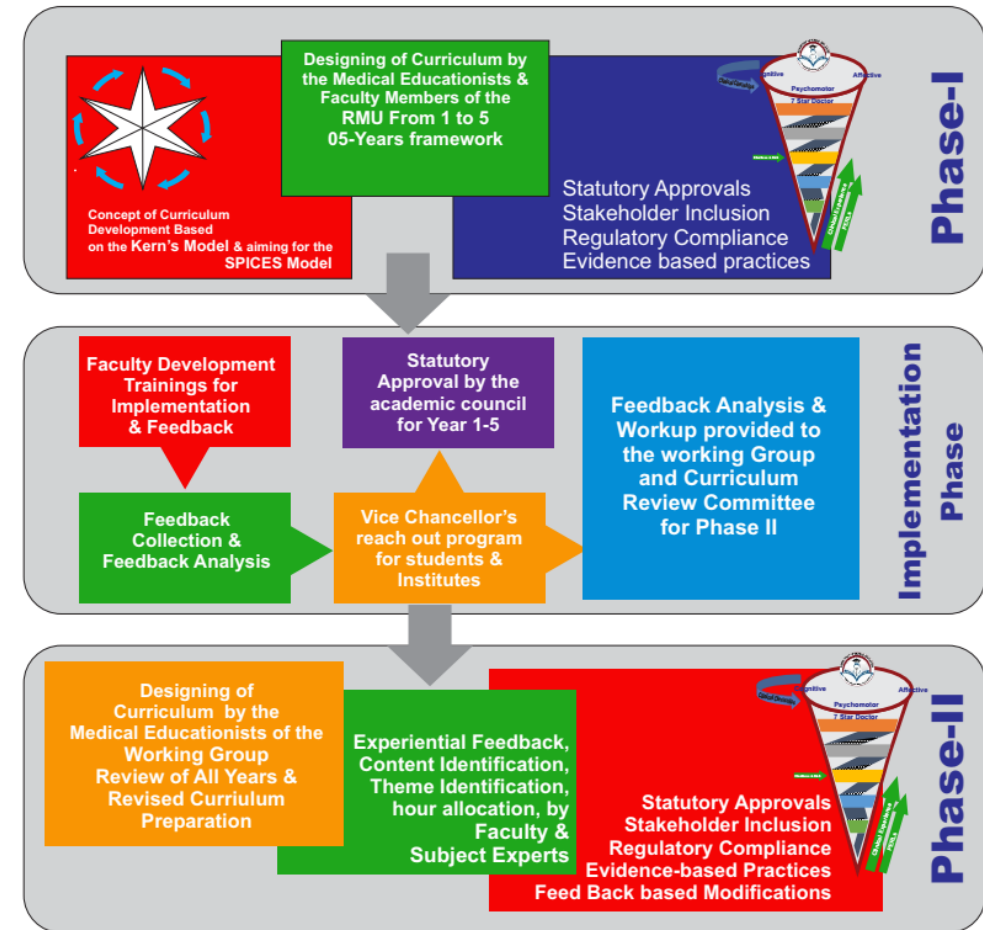 Phase-I
Concept of Curriculum
Development Based
on the Kern's Model & aiming for the
SPICES Model
Designing of Curriculum by
the Medical Educationists &
Faculty Members of the
RMU From 1 to 5
05-Years framework
Statutory Approvals
Stakeholder Inclusion
Regulatory Compliance
Evidence based practices
gnitive
Affective
Psychomotor
7 Star Doctor
Clinical Experience
PERLs
Implementation
Phase
Faculty Development
Trainings for
Implementation
& Feedback
Statutory
Approval by the
academic council
for Year 1-5
Feedback Analysis &
Workup provided to
the working Group
and Curriculum
Review Committee
for Phase II
Feedback
Collection &
Feedback Analysis
Vice Chancellor's
reach out program
for students &
Institutes
Phase-II
Designing of
Curriculum by the
Medical Educationists of the
Working Group
Review of All Years &
Revised Curriulum
Preparation
Experiential Feedback,
Content Identification,
Theme Identification,
hour allocation, by
Faculty &
Subject Experts
Statutory Approvals
Stakeholder Inclusion
Regulatory Compliance
Evidence-based Practices
Feed Back based Modifications
Cognitive
Affective
Psychomotor
7 Star Doctor
Clinical Experience
PERLs